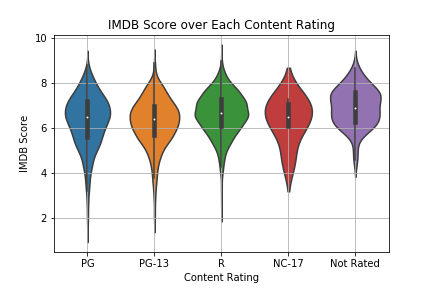 IMDB Score over Each Content Rating
10
8
6
4
2
IMDB Score
PG PG-13 R NC-17 Not Rated
Content Rating